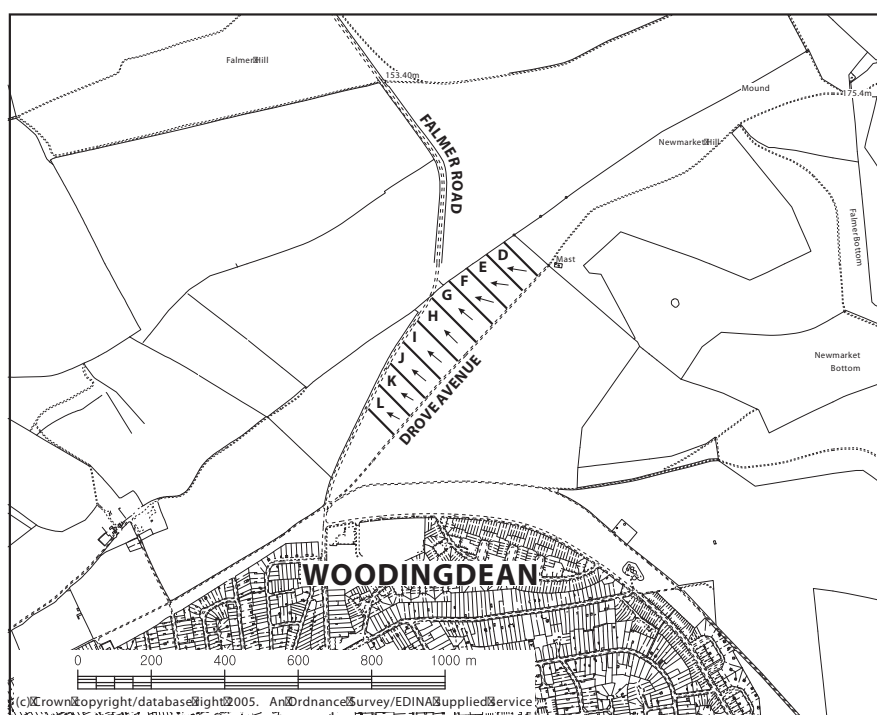 Falmer Hill
153.40m
Mound
175.4m
FALMER ROAD
Newmarket Hill
Falmer Bottom
D
E
F
G
H
I
J
K
L
Mast
DROVE AVENUE
Newmarket
Bottom
WOODINGDEAN
0 200 400 600 800 1000 m
(c) Crown copyright/database right 2005. An Ordnance Survey/EDINA supplied service